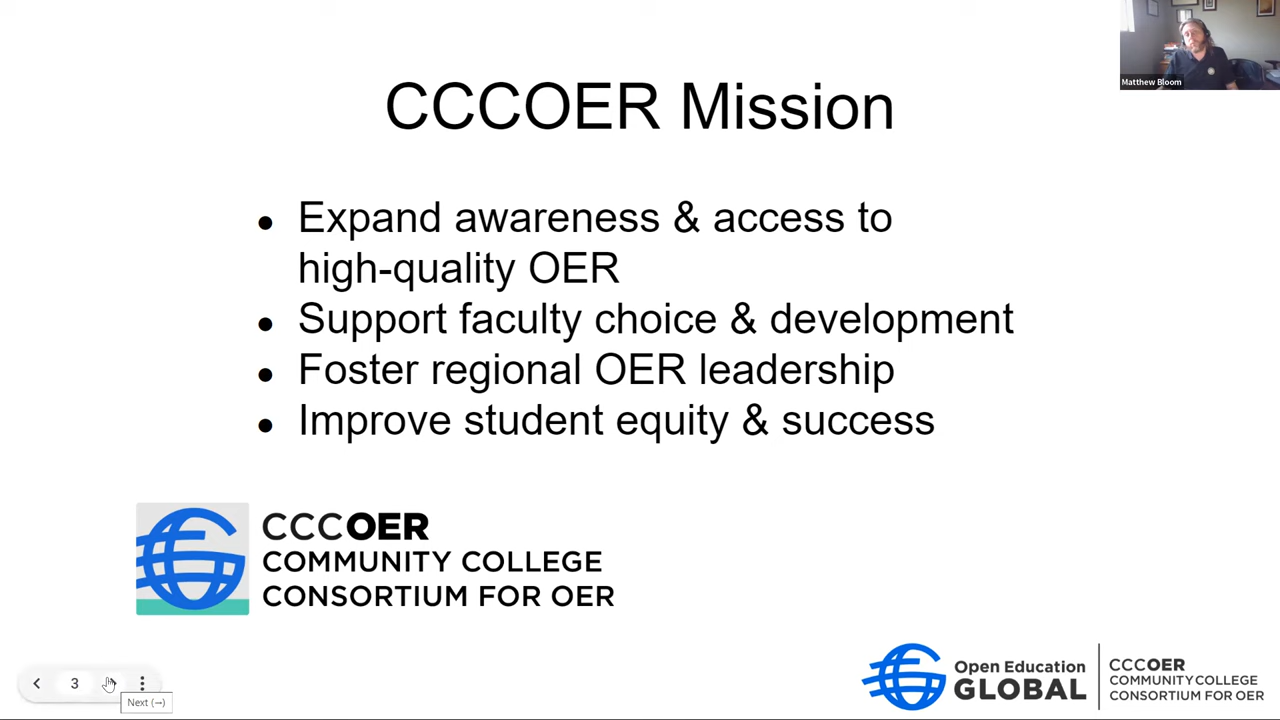 Matthew Bloom
CCCOER Mission
● Expand awareness & access to
high-quality OER
● Support faculty choice & development
● Foster regional OER leadership
● Improve student equity & success
CCCOER
COMMUNITY COLLEGE
CONSORTIUM FOR OER
3
Next (→)
Open Education
GLOBAL
CCCOER
COMMUNITY COLLEGE
CONSORTIUM FOR OER